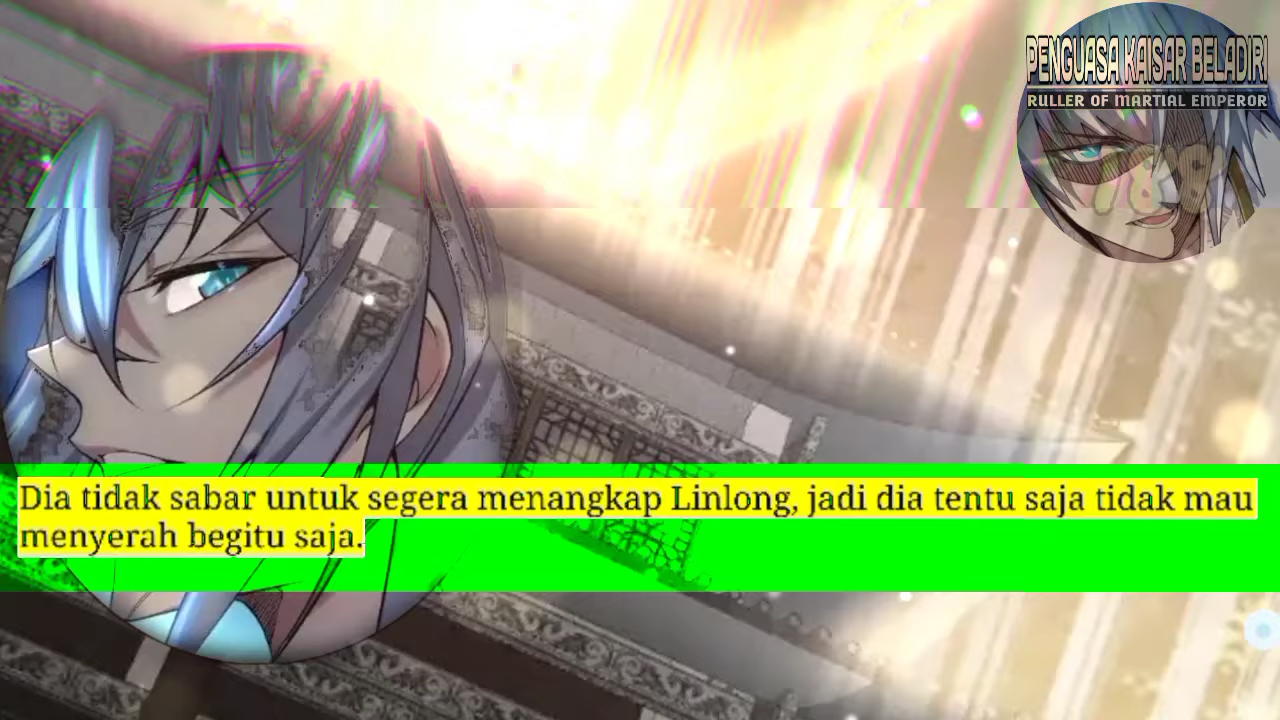 PENGUASA KAISAR BELADIRI
RULLER OF MARTIAL EMPEROR
Dia tidak sabar untuk segera menangkap Linlong, jadi dia tentu saja tidak mau
menyerah begitu saja.